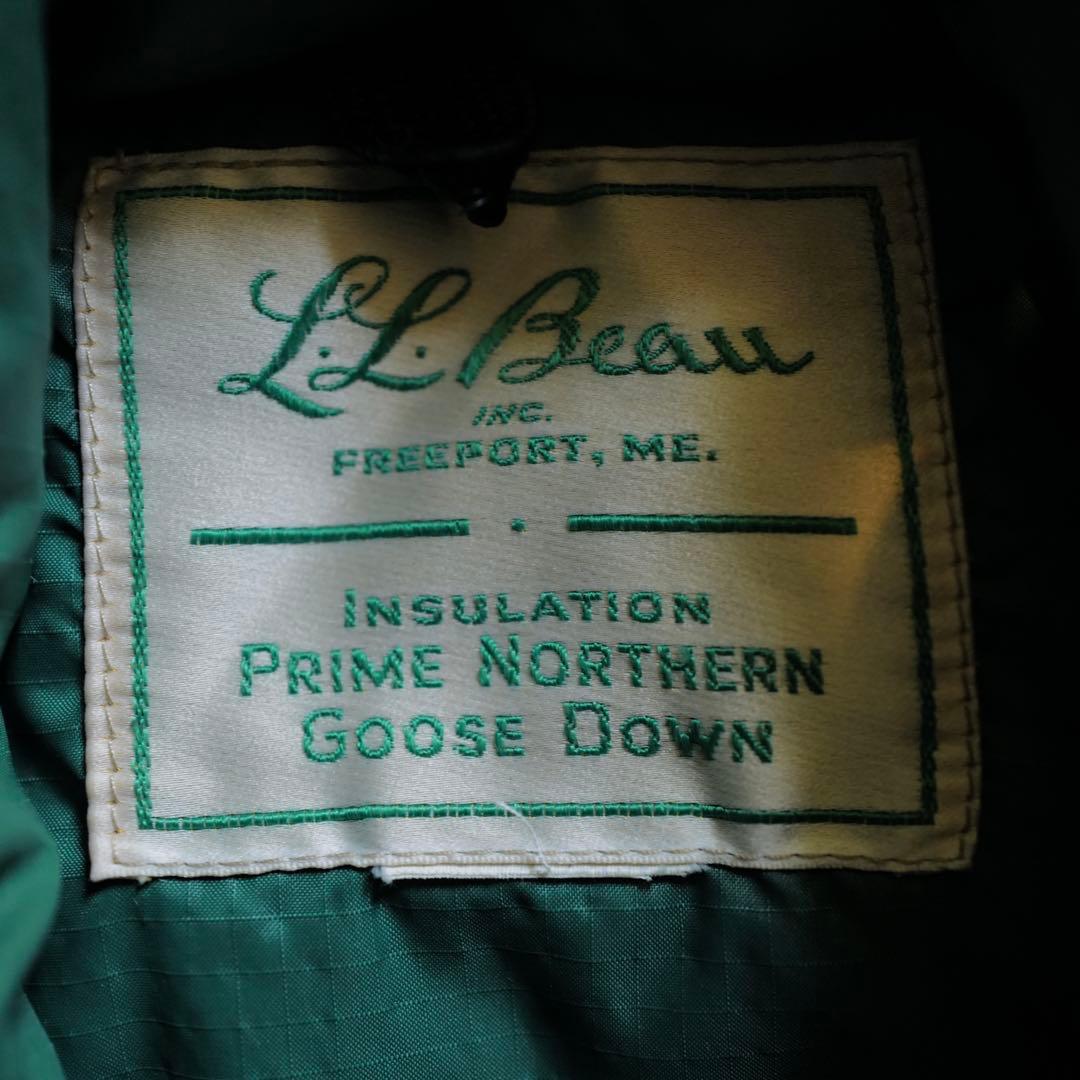 L.L. Bean
INC.
FREEPORT, ME.
INSULATION
PRIME NORTHERN
GOOSE DOWN